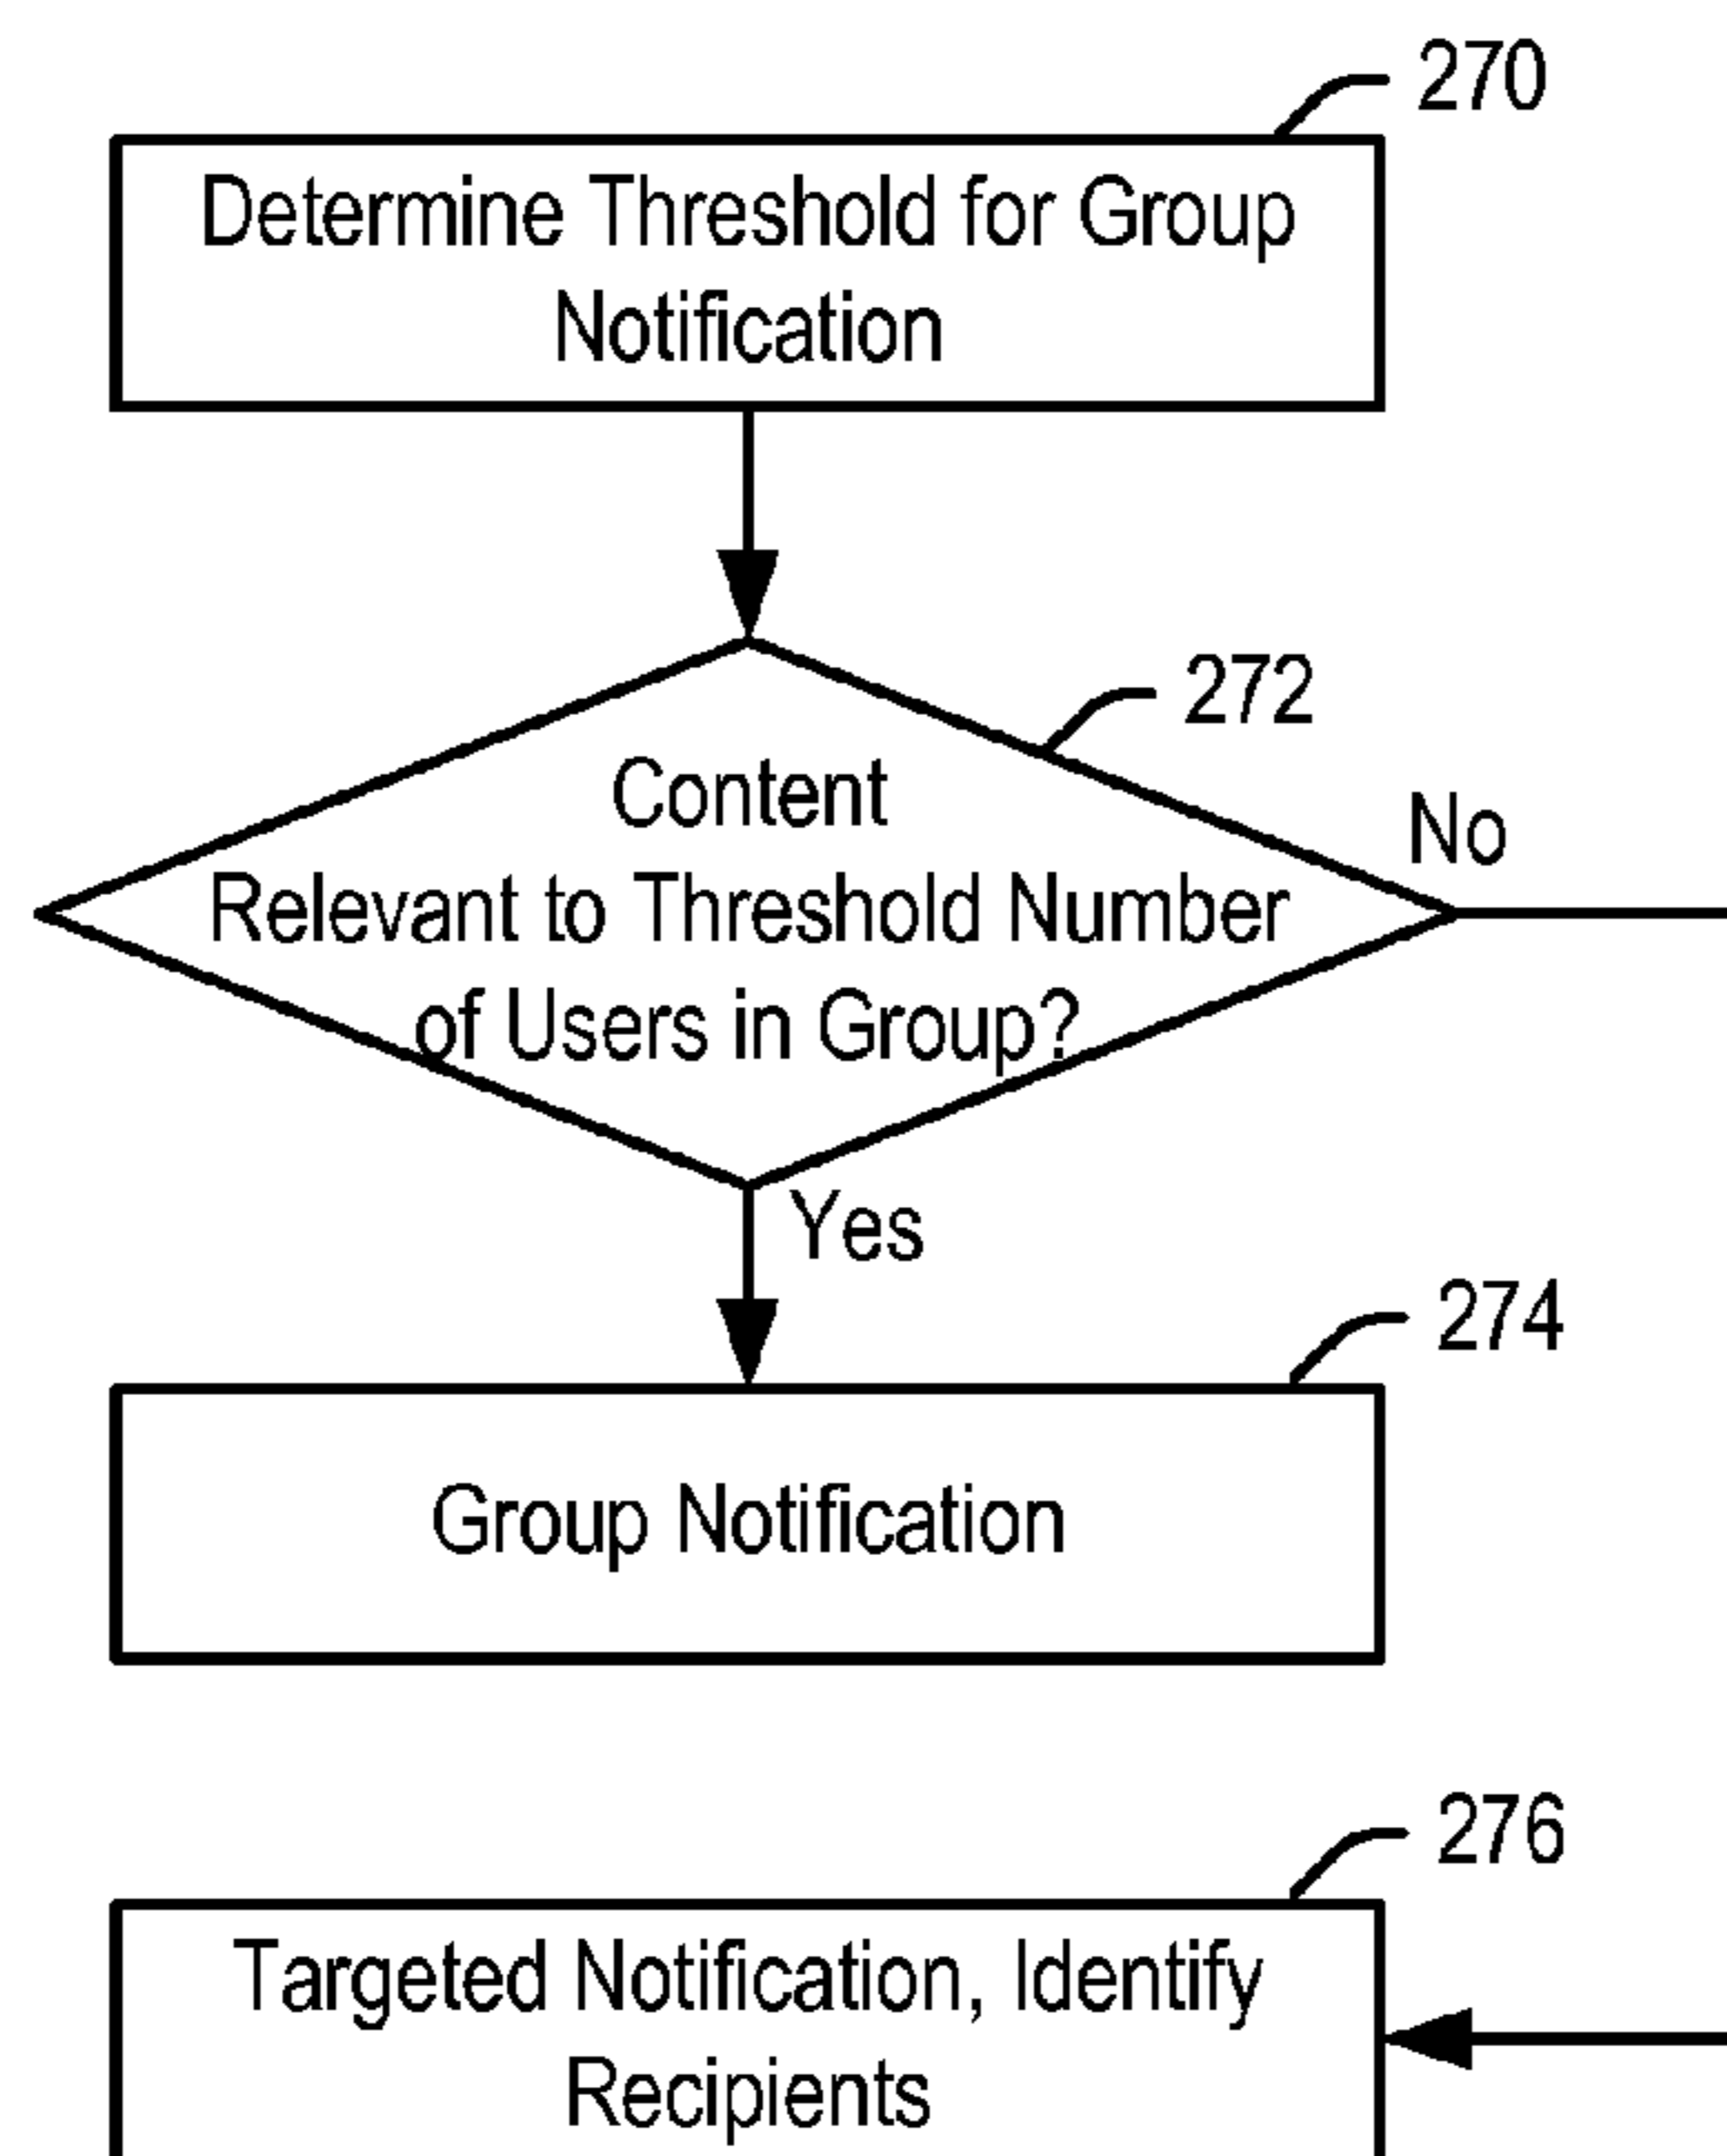 270
Determine Threshold for Group
Notification
272
Content
Relevant to Threshold Number
of Users in Group?
No
Yes
274
Group Notification
276
Targeted Notification, Identify
Recipients